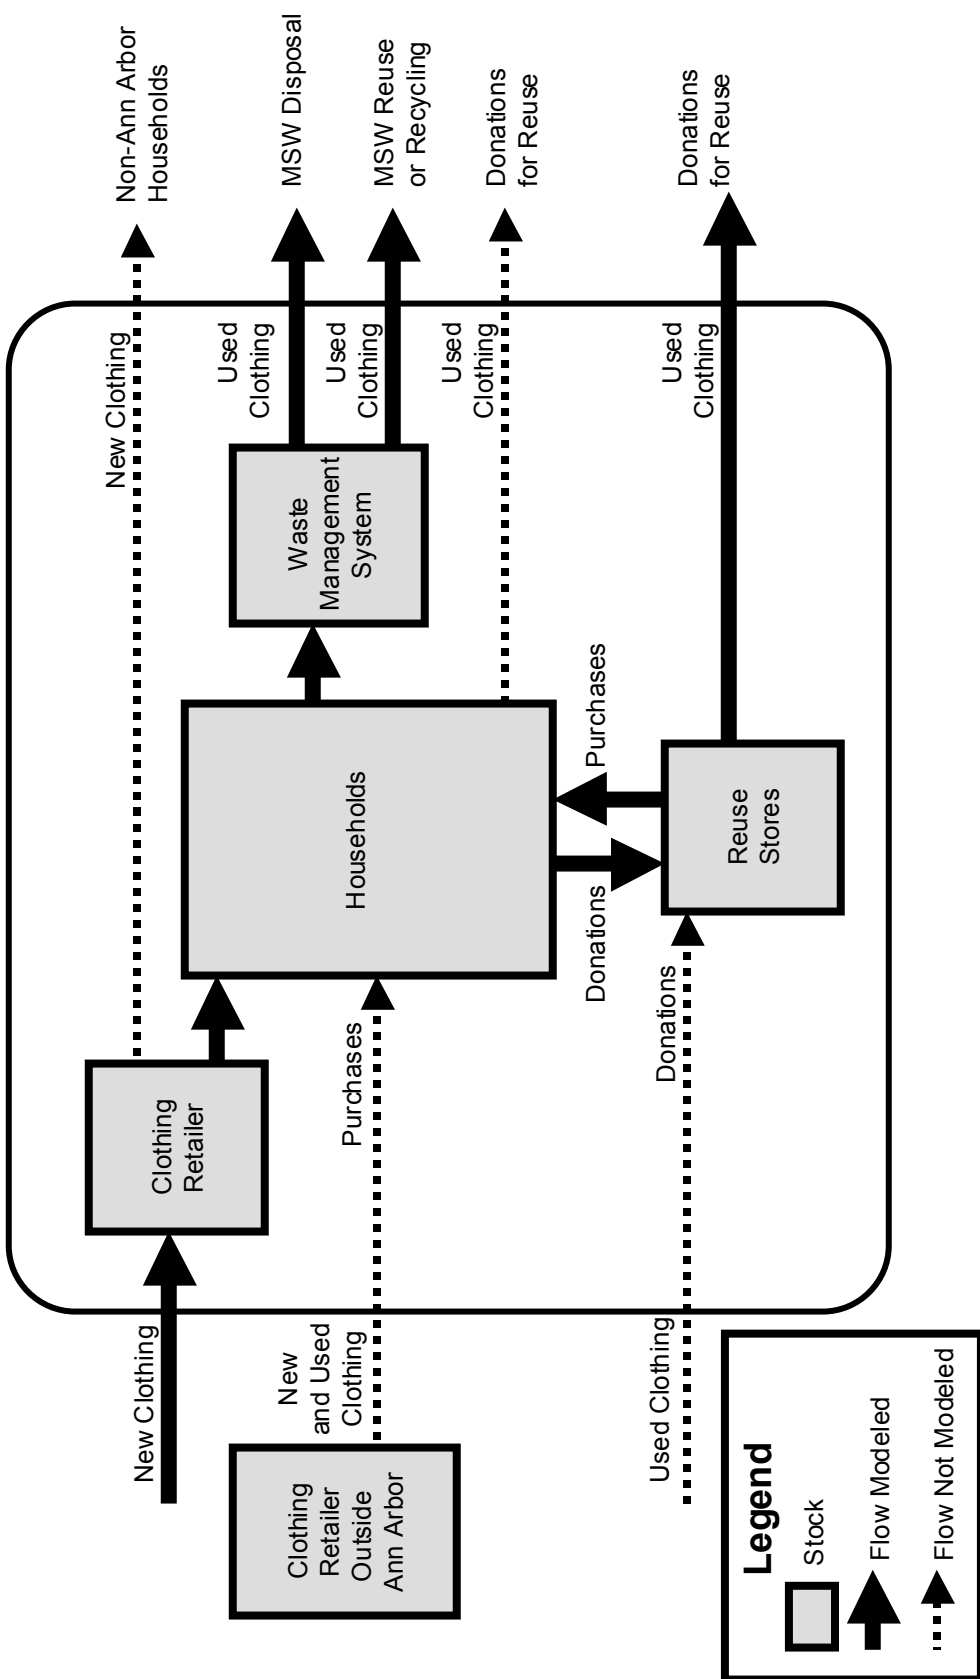 New Clothing
Clothing
Retailer
New Clothing
Non-Ann Arbor
Households
Clothing
Retailer
Outside
Ann Arbor
New
and Used
Clothing
Purchases
Households
Waste
Management
System
Used
Clothing
MSW Disposal
Used
Clothing
MSW Reuse
or Recycling
Used
Clothing
Donations
for Reuse
Donations
Purchases
Used Clothing
Donations
Reuse
Stores
Used
Clothing
Donations
for Reuse
Legend
Stock
Flow Modeled
Flow Not Modeled